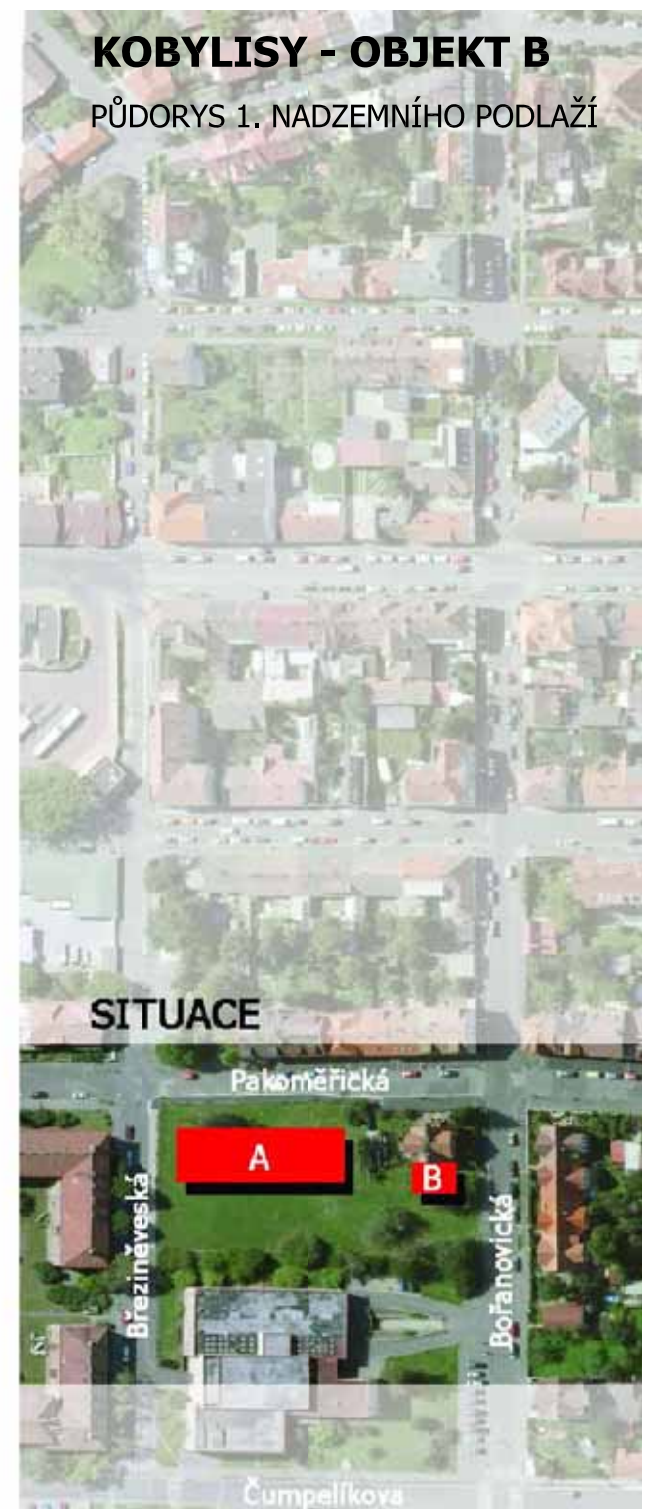 KOBYLISY - OBJEKT B
PŮDORYS 1. NADZEMNÍHO PODLAŽÍ
SITUACE
Pakoměřická
A
B
Březiněveská
Bořanovická
Čumpelíkova